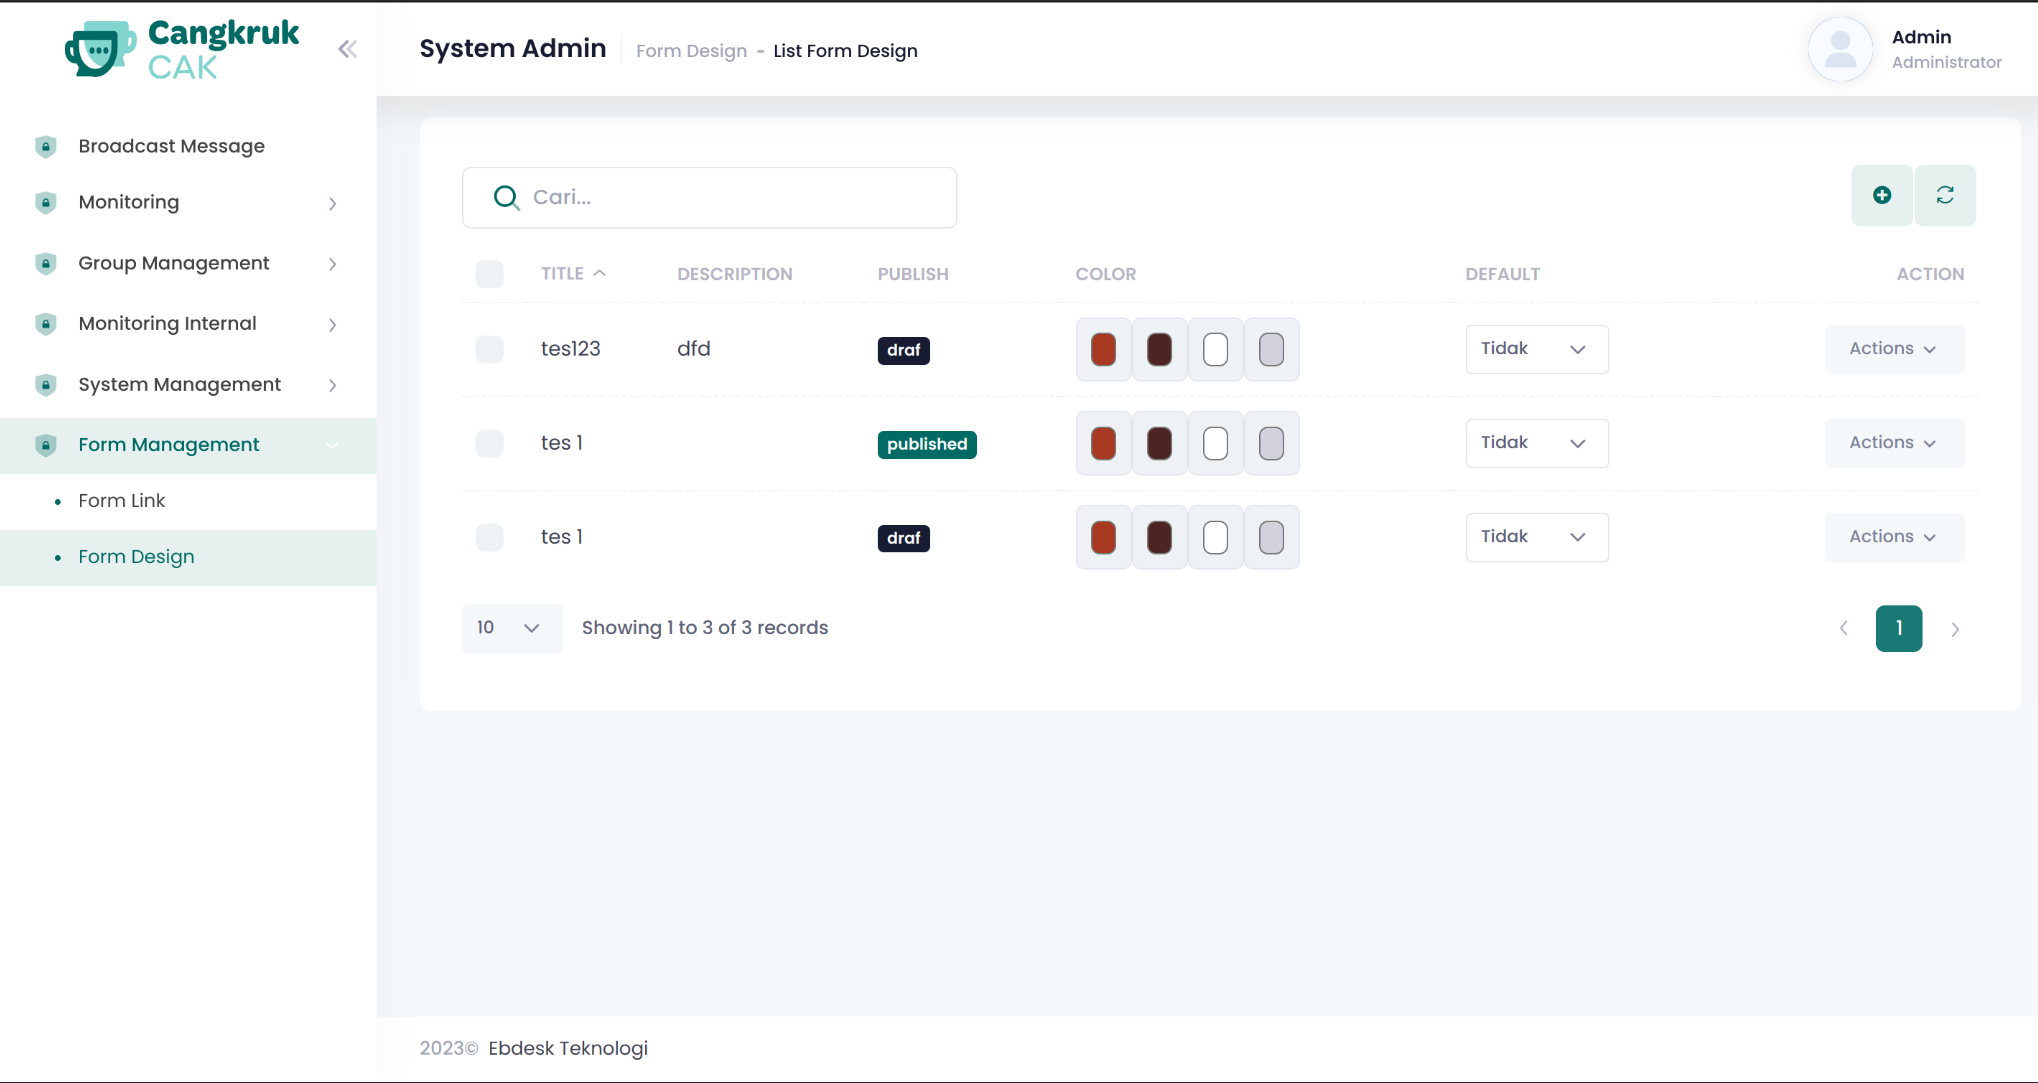 Cangkruk
CAK
System Admin
Form Design - List Form Design
Admin
Administrator
Broadcast Message
Monitoring
Group Management
Monitoring Internal
System Management
Form Management
Form Link
Form Design
Cari...
TITLE DESCRIPTION PUBLISH COLOR DEFAULT ACTION
tes123 dfd draf Tidak Actions
tes 1 published Tidak Actions
tes 1 draf Tidak Actions
10 Showing 1 to 3 of 3 records 1
2023© Ebdesk Teknologi